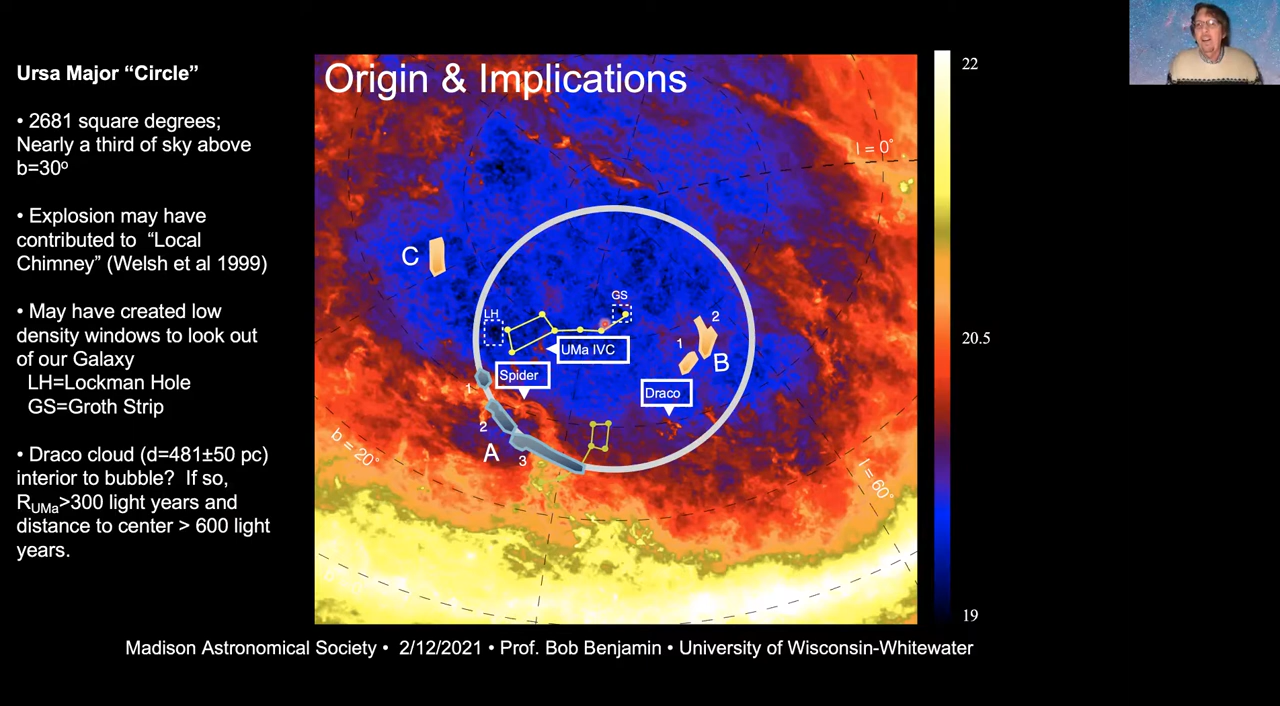 Ursa Major “Circle”
• 2681 square degrees;
Nearly a third of sky above
b=30º
• Explosion may have
contributed to “Local
Chimney” (Welsh et al 1999)
• May have created low
density windows to look out
of our Galaxy
LH=Lockman Hole
GS=Groth Strip
• Draco cloud (d=481±50 pc)
interior to bubble? If so,
RUMa>300 light years and
distance to center > 600 light
years.
Origin & Implications
l = 0°
C
GS
LH
2
1
B
UMa IVC
Spider
Draco
1
2
A
3
b = 20°
l = 60°
22
20.5
19
Madison Astronomical Society • 2/12/2021 • Prof. Bob Benjamin • University of Wisconsin-Whitewater